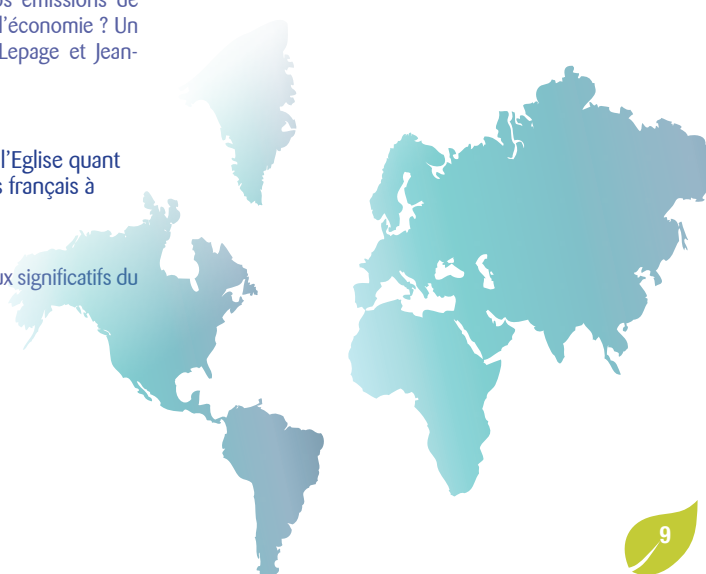 os émissions de
l'économie ? Un
Lepage et Jean-
l'Eglise quant
s français à
ux significatifs du
9